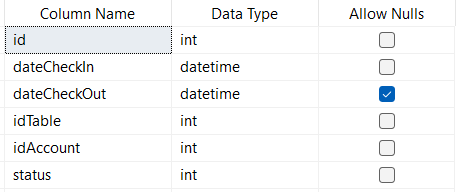 Column Name Data Type Allow Nulls
id int
dateCheckIn datetime
dateCheckOut datetime
idTable int
idAccount int
status int